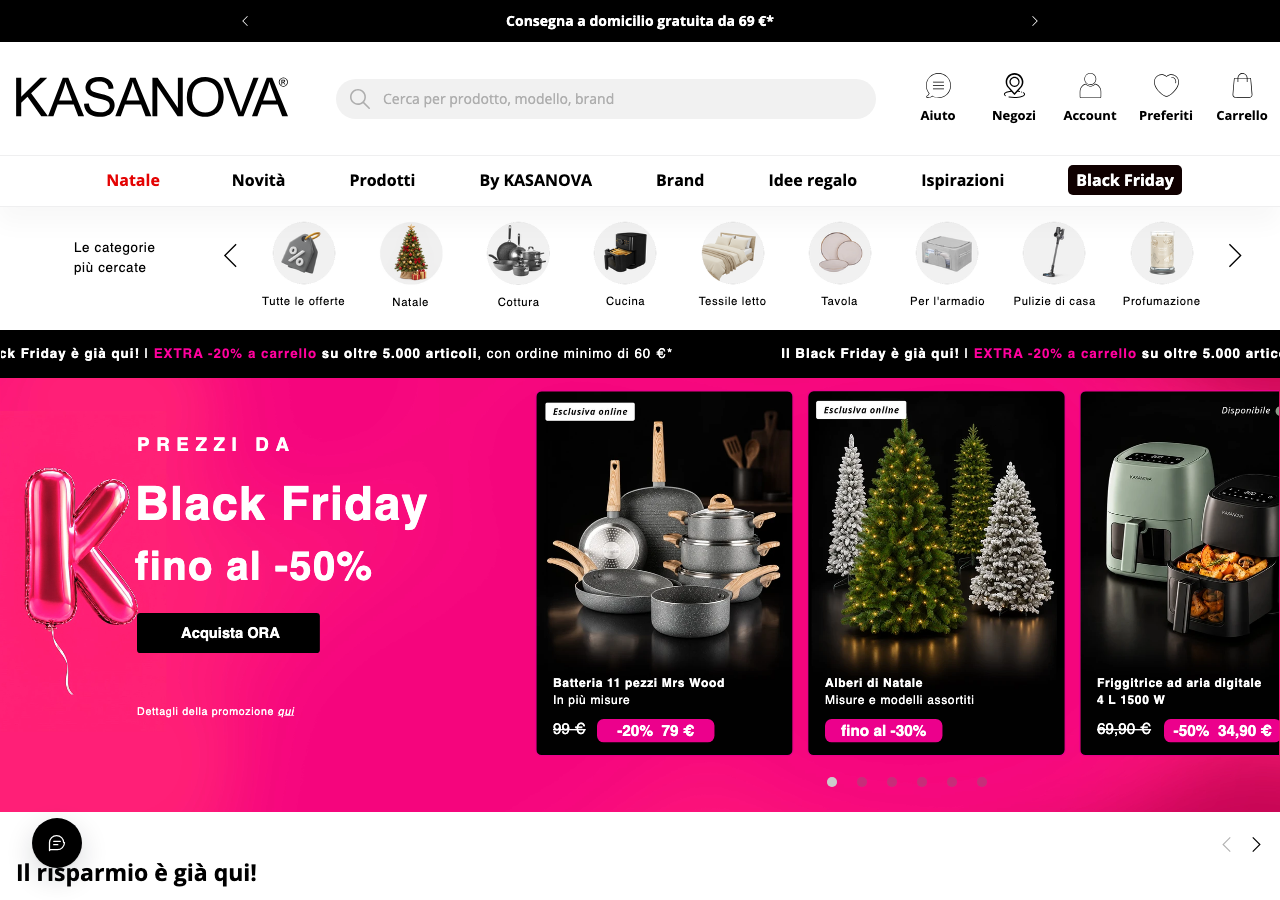 Consegna a domicilio gratuita da 69 €*
KASANOVA®
Cerca per prodotto, modello, brand
Aiuto
Negozi
Account
Preferiti
Carrello
Natale
Novità
Prodotti
By KASANOVA
Brand
Idee regalo
Ispirazioni
Black Friday
Le categorie
più cercate
Tutte le offerte
Natale
Cottura
Cucina
Tessile letto
Tavola
Per l'armadio
Pulizie di casa
Profumazione
ck Friday è già qui! | EXTRA -20% a carrello su oltre 5.000 articoli, con ordine minimo di 60 €*
Il Black Friday è già qui! | EXTRA -20% a carrello su oltre 5.000 artic
PREZZI DA
Black Friday
fino al -50%
Acquista ORA
Dettagli della promozione qui
Esclusiva online
Batteria 11 pezzi Mrs Wood
In più misure
99 €
-20% 79 €
Esclusiva online
Alberi di Natale
Misure e modelli assortiti
fino al -30%
Disponibile
KASANOVA
KASANOVA
Friggitrice ad aria digitale
4 L 1500 W
69,90 €
-50% 34,90 €
Il risparmio è già qui!